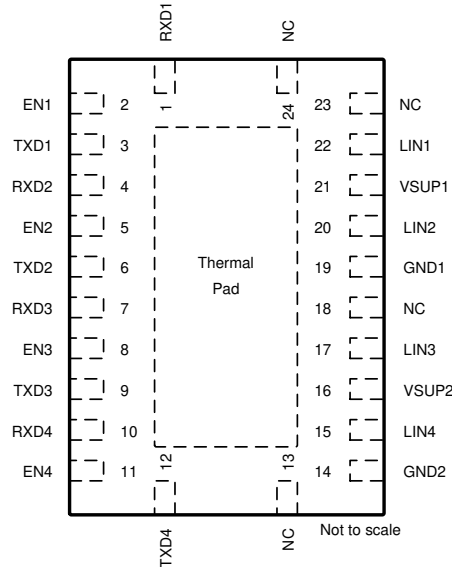 RXD1
NC
1
24
EN1 2 23 NC
TXD1 3 22 LIN1
RXD2 4 21 VSUP1
EN2 5 20 LIN2
TXD2 6 19 GND1
RXD3 7 18 NC
EN3 8 17 LIN3
TXD3 9 16 VSUP2
RXD4 10 15 LIN4
EN4 11 14 GND2
Thermal
Pad
12
13
TXD4
NC
Not to scale